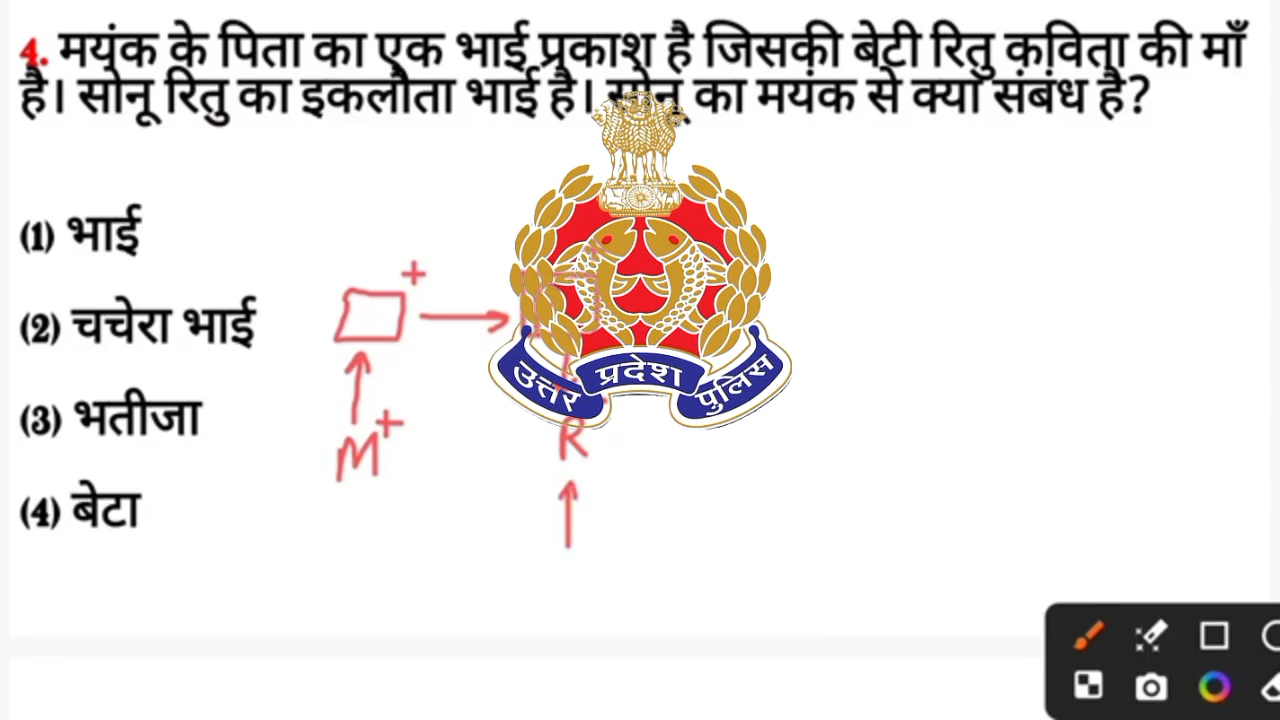 4. मयंक के पिता का एक भाई प्रकाश है जिसकी बेटी रितु कविता की माँ
है। सोनू रितु का इकलौता भाई है। सोनू का मयंक से क्या संबंध है?
(1) भाई
(2) चचेरा भाई
(3) भतीजा
(4) बेटा
+
M+
R
उत्तर प्रदेश पुलिस